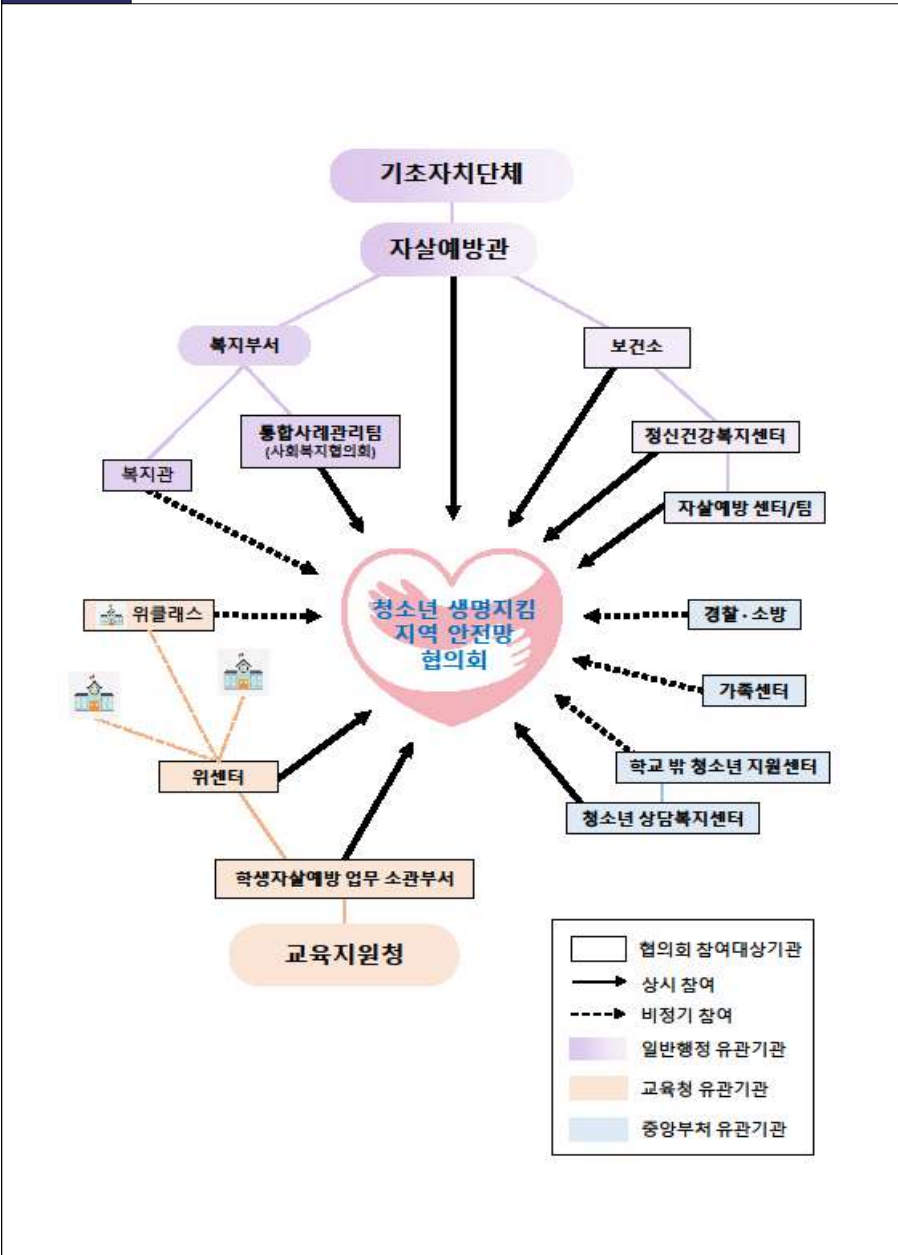 기초자치단체
자살예방관
복지부서
보건소
통합사례관리팀
(사회복지협의회)
정신건강복지센터
복지관
자살예방 센터/팀
청소년 생명지킴
지역 안전망
협의회
위클래스
경찰·소방
가족센터
위센터
학교 밖 청소년 지원센터
청소년 상담복지센터
학생자살예방 업무 소관부서
교육지원청
협의회 참여대상기관
상시 참여
비정기 참여
일반행정 유관기관
교육청 유관기관
중앙부처 유관기관